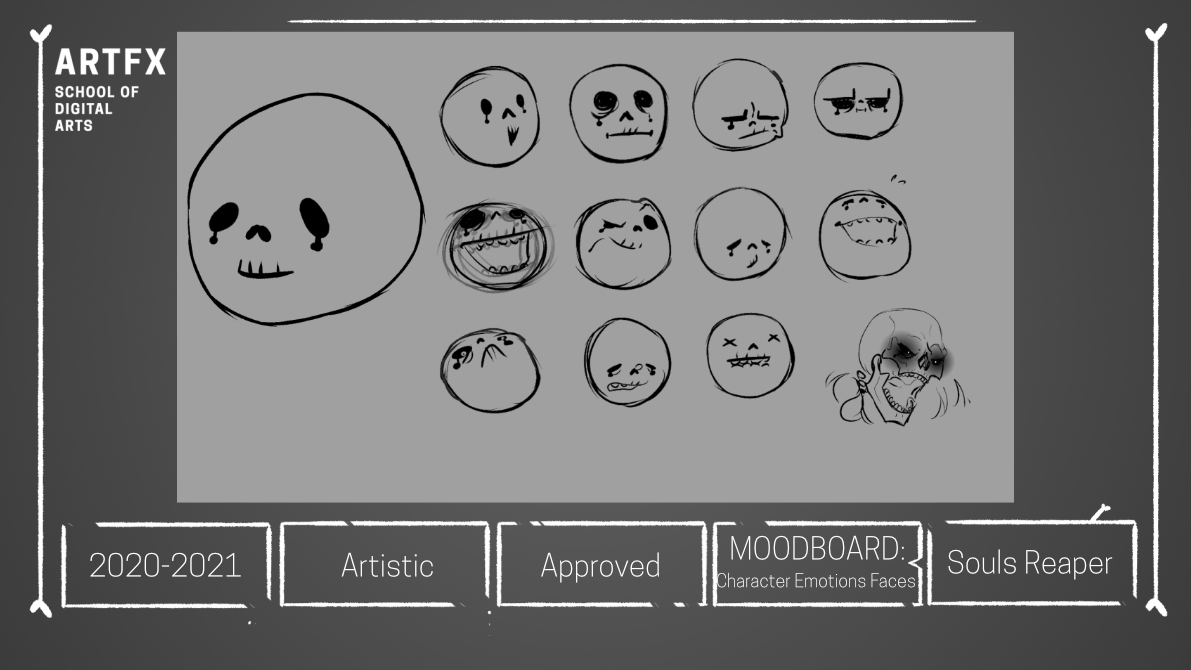 ARTFX
SCHOOL OF
DIGITAL
ARTS
2020-2021
Artistic
Approved
MOODBOARD:
Character Emotions Faces
Souls Reaper